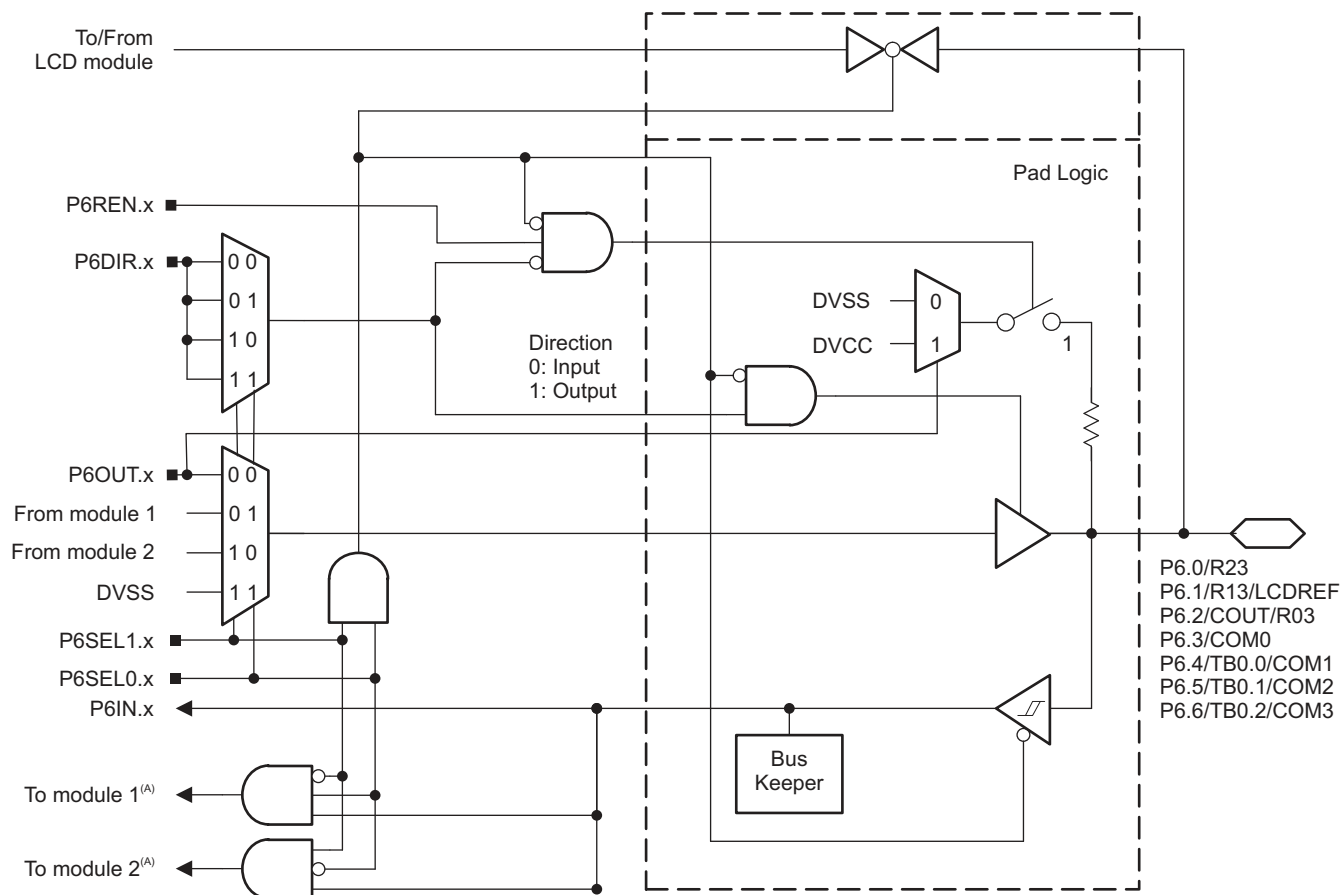 To/From
LCD module
Pad Logic
P6REN.x
P6DIR.x
0 0
0 1
1 0
1 1
Direction
0: Input
1: Output
DVSS
DVCC
0
1
1
P6OUT.x
From module 1
From module 2
DVSS
0 0
0 1
1 0
1 1
P6SEL1.x
P6SEL0.x
P6IN.x
P6.0/R23
P6.1/R13/LCDREF
P6.2/COUT/R03
P6.3/COM0
P6.4/TB0.0/COM1
P6.5/TB0.1/COM2
P6.6/TB0.2/COM3
Bus
Keeper
To module 1(A)
To module 2(A)